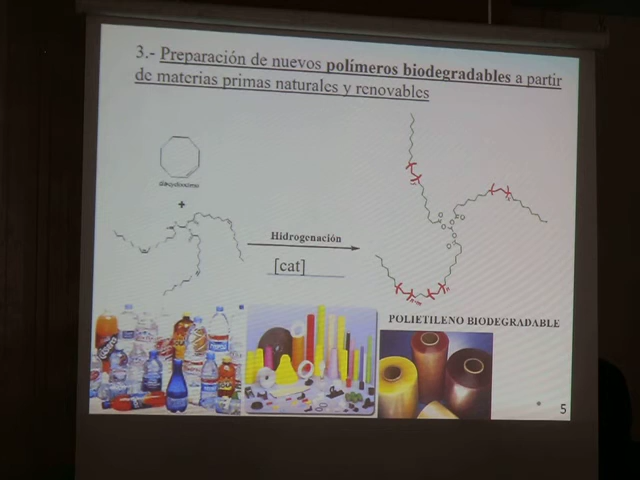 3.- Preparación de nuevos polímeros biodegradables a partir
de materias primas naturales y renovables
+
Hidrogenación
[cat]
POLIETILENO BIODEGRADABLE
5